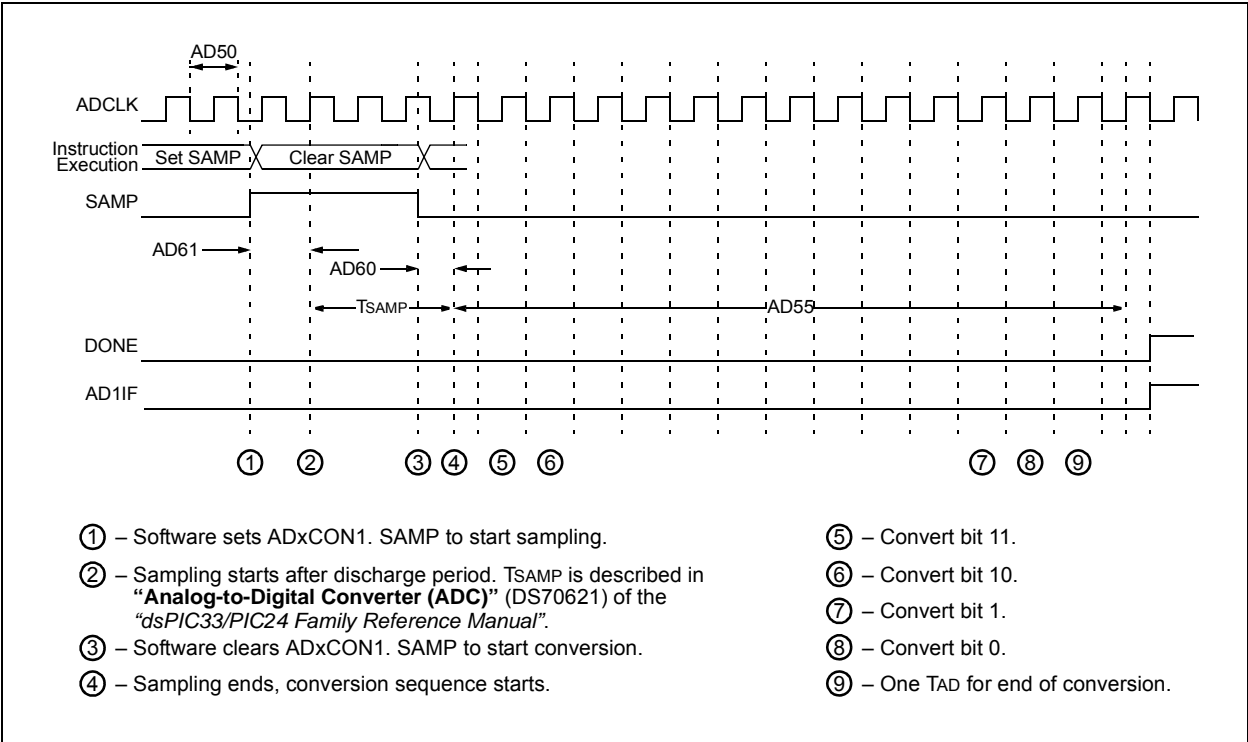 AD50
ADCLK
Instruction
Execution
Set SAMP
Clear SAMP
SAMP
AD61
AD60
TSAMP
AD55
DONE
AD1IF
1 2 3 4 5 6 7 8 9
1 – Software sets ADxCON1. SAMP to start sampling.
2 – Sampling starts after discharge period. TSAMP is described in
“Analog-to-Digital Converter (ADC)” (DS70621) of the
“dsPIC33/PIC24 Family Reference Manual”.
3 – Software clears ADxCON1. SAMP to start conversion.
4 – Sampling ends, conversion sequence starts.
5 – Convert bit 11.
6 – Convert bit 10.
7 – Convert bit 1.
8 – Convert bit 0.
9 – One TAD for end of conversion.